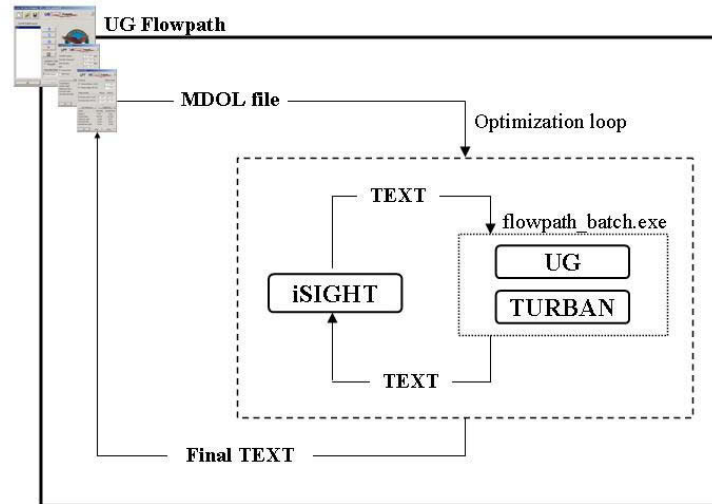 UG Flowpath
MDOL file
Optimization loop
TEXT
flowpath_batch.exe
UG
iSIGHT
TURBAN
TEXT
Final TEXT